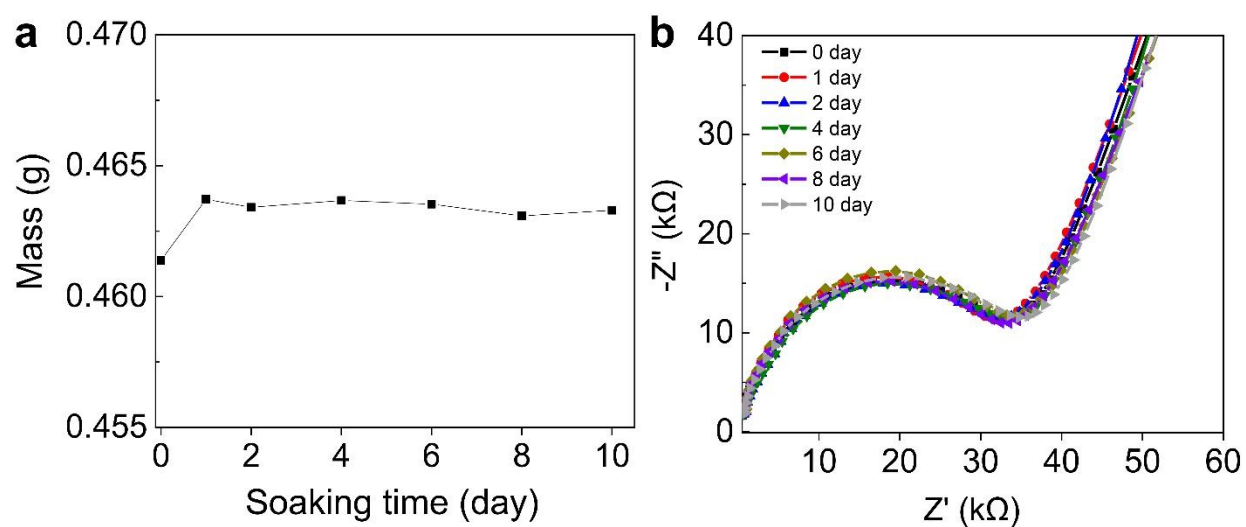 a
0.470
0.465
0.460
0.455
Mass (g)
0 2 4 6 8 10
Soaking time (day)
b
40
30
20
10
0
-Z" (kΩ)
0 day
1 day
2 day
4 day
6 day
8 day
10 day
10 20 30 40 50 60
Z' (kΩ)